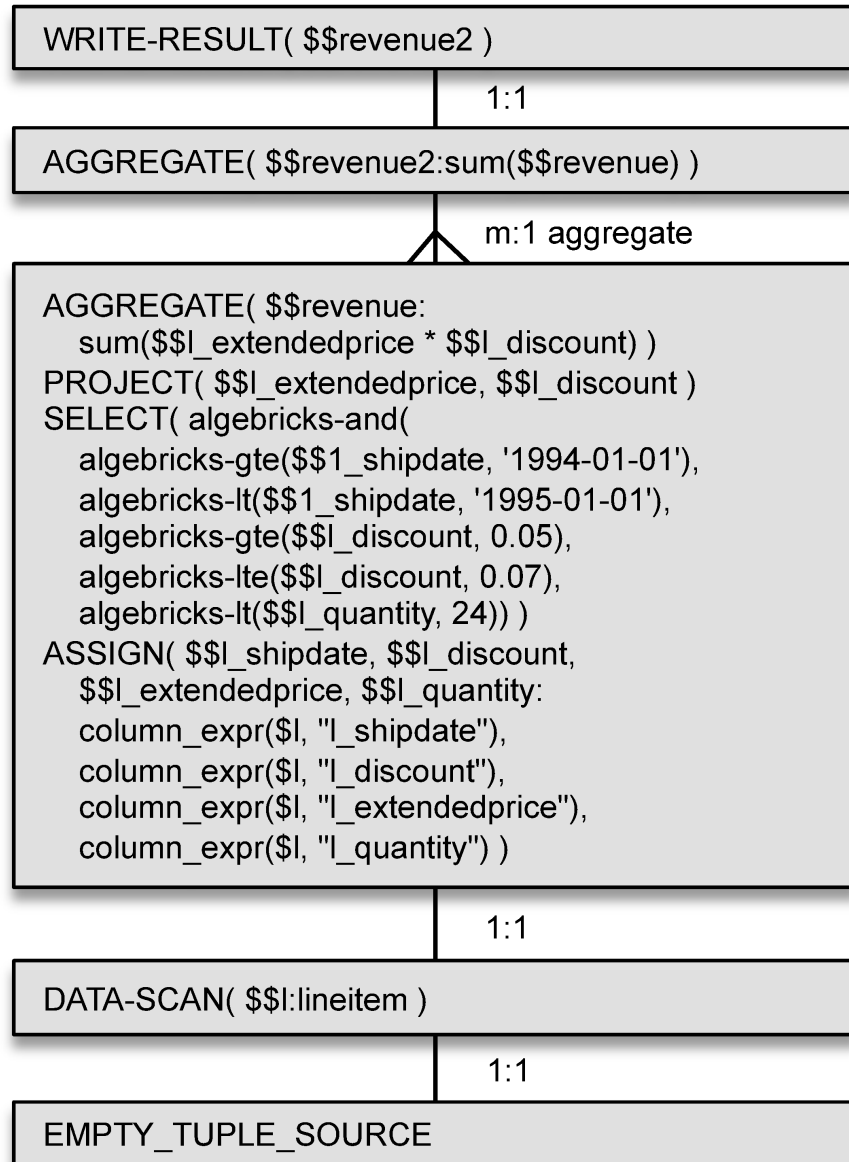 WRITE-RESULT( $$revenue2 )
1:1
AGGREGATE( $$revenue2:sum($$revenue) )
m:1 aggregate
AGGREGATE( $$revenue:
sum($$l_extendedprice * $$l_discount) )
PROJECT( $$l_extendedprice, $$l_discount )
SELECT( algebricks-and(
algebricks-gte($$1_shipdate, '1994-01-01'),
algebricks-lt($$1_shipdate, '1995-01-01'),
algebricks-gte($$l_discount, 0.05),
algebricks-lte($$l_discount, 0.07),
algebricks-lt($$l_quantity, 24)) )
ASSIGN( $$l_shipdate, $$l_discount,
$$l_extendedprice, $$l_quantity:
column_expr($l, "l_shipdate"),
column_expr($l, "l_discount"),
column_expr($l, "l_extendedprice"),
column_expr($l, "l_quantity") )
1:1
DATA-SCAN( $$l:lineitem )
1:1
EMPTY_TUPLE_SOURCE